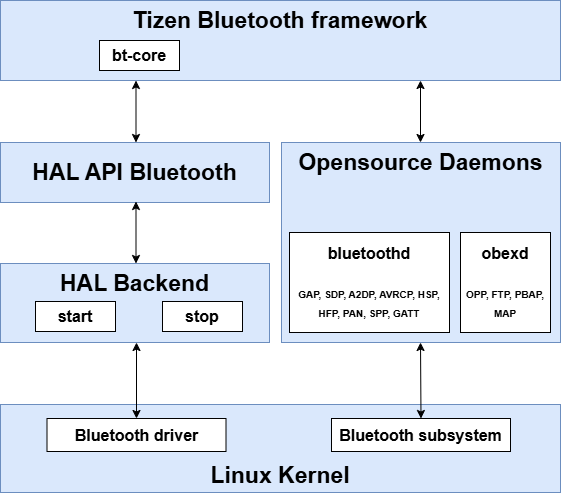 Tizen Bluetooth framework
bt-core
HAL API Bluetooth
Opensource Daemons
bluetoothd
GAP, SDP, A2DP, AVRCP, HSP,
HFP, PAN, SPP, GATT
obexd
OPP, FTP, PBAP,
MAP
HAL Backend
start
stop
Bluetooth driver
Bluetooth subsystem
Linux Kernel